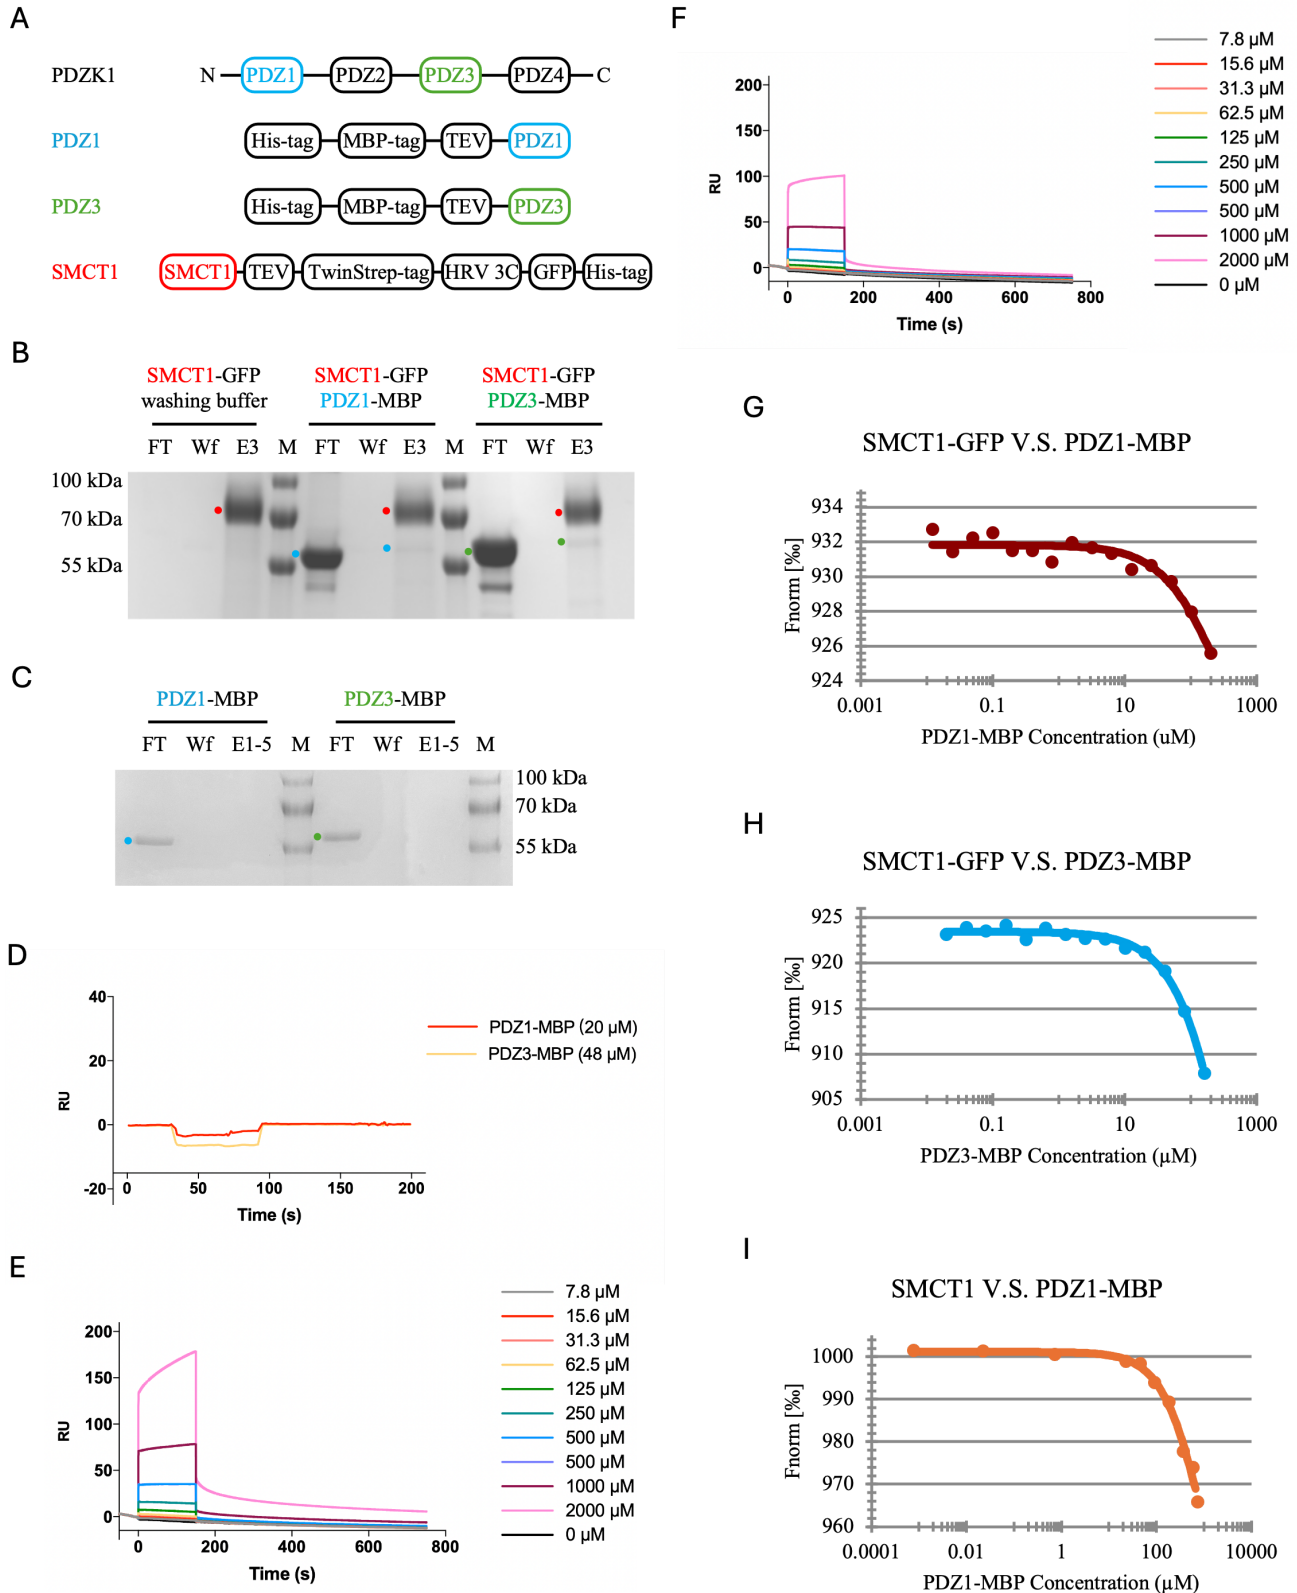 A
PDZK1 N PDZ1 PDZ2 PDZ3 PDZ4 C
PDZ1 His-tag MBP-tag TEV PDZ1
PDZ3 His-tag MBP-tag TEV PDZ3
SMCT1 SMCT1 TEV TwinStrep-tag HRV 3C GFP His-tag
B
SMCT1-GFP SMCT1-GFP SMCT1-GFP
washing buffer PDZ1-MBP PDZ3-MBP
FT Wf E3 M FT Wf E3 M FT Wf E3
100 kDa
70 kDa
55 kDa
C
PDZ1-MBP PDZ3-MBP
FT Wf E1-5 M FT Wf E1-5 M
100 kDa
70 kDa
55 kDa
D
40
20
0
-20
RU
0 50 100 150 200
Time (s)
PDZ1-MBP (20 μM)
PDZ3-MBP (48 μM)
E
200
150
100
50
0
RU
0 200 400 600 800
Time (s)
7.8 μM
15.6 μM
31.3 μM
62.5 μM
125 μM
250 μM
500 μM
500 μM
1000 μM
2000 μM
0 μM
F
200
150
100
50
0
RU
0 200 400 600 800
Time (s)
7.8 μM
15.6 μM
31.3 μM
62.5 μM
125 μM
250 μM
500 μM
500 μM
1000 μM
2000 μM
0 μM
G
SMCT1-GFP V.S. PDZ1-MBP
934
932
930
928
926
924
Fnorm [‰]
0.001 0.1 10 1000
PDZ1-MBP Concentration (uM)
H
SMCT1-GFP V.S. PDZ3-MBP
925
920
915
910
905
Fnorm [‰]
0.001 0.1 10 1000
PDZ3-MBP Concentration (μM)
I
SMCT1 V.S. PDZ1-MBP
1000
990
980
970
960
Fnorm [‰]
0.0001 0.01 1 100 10000
PDZ1-MBP Concentration (μM)